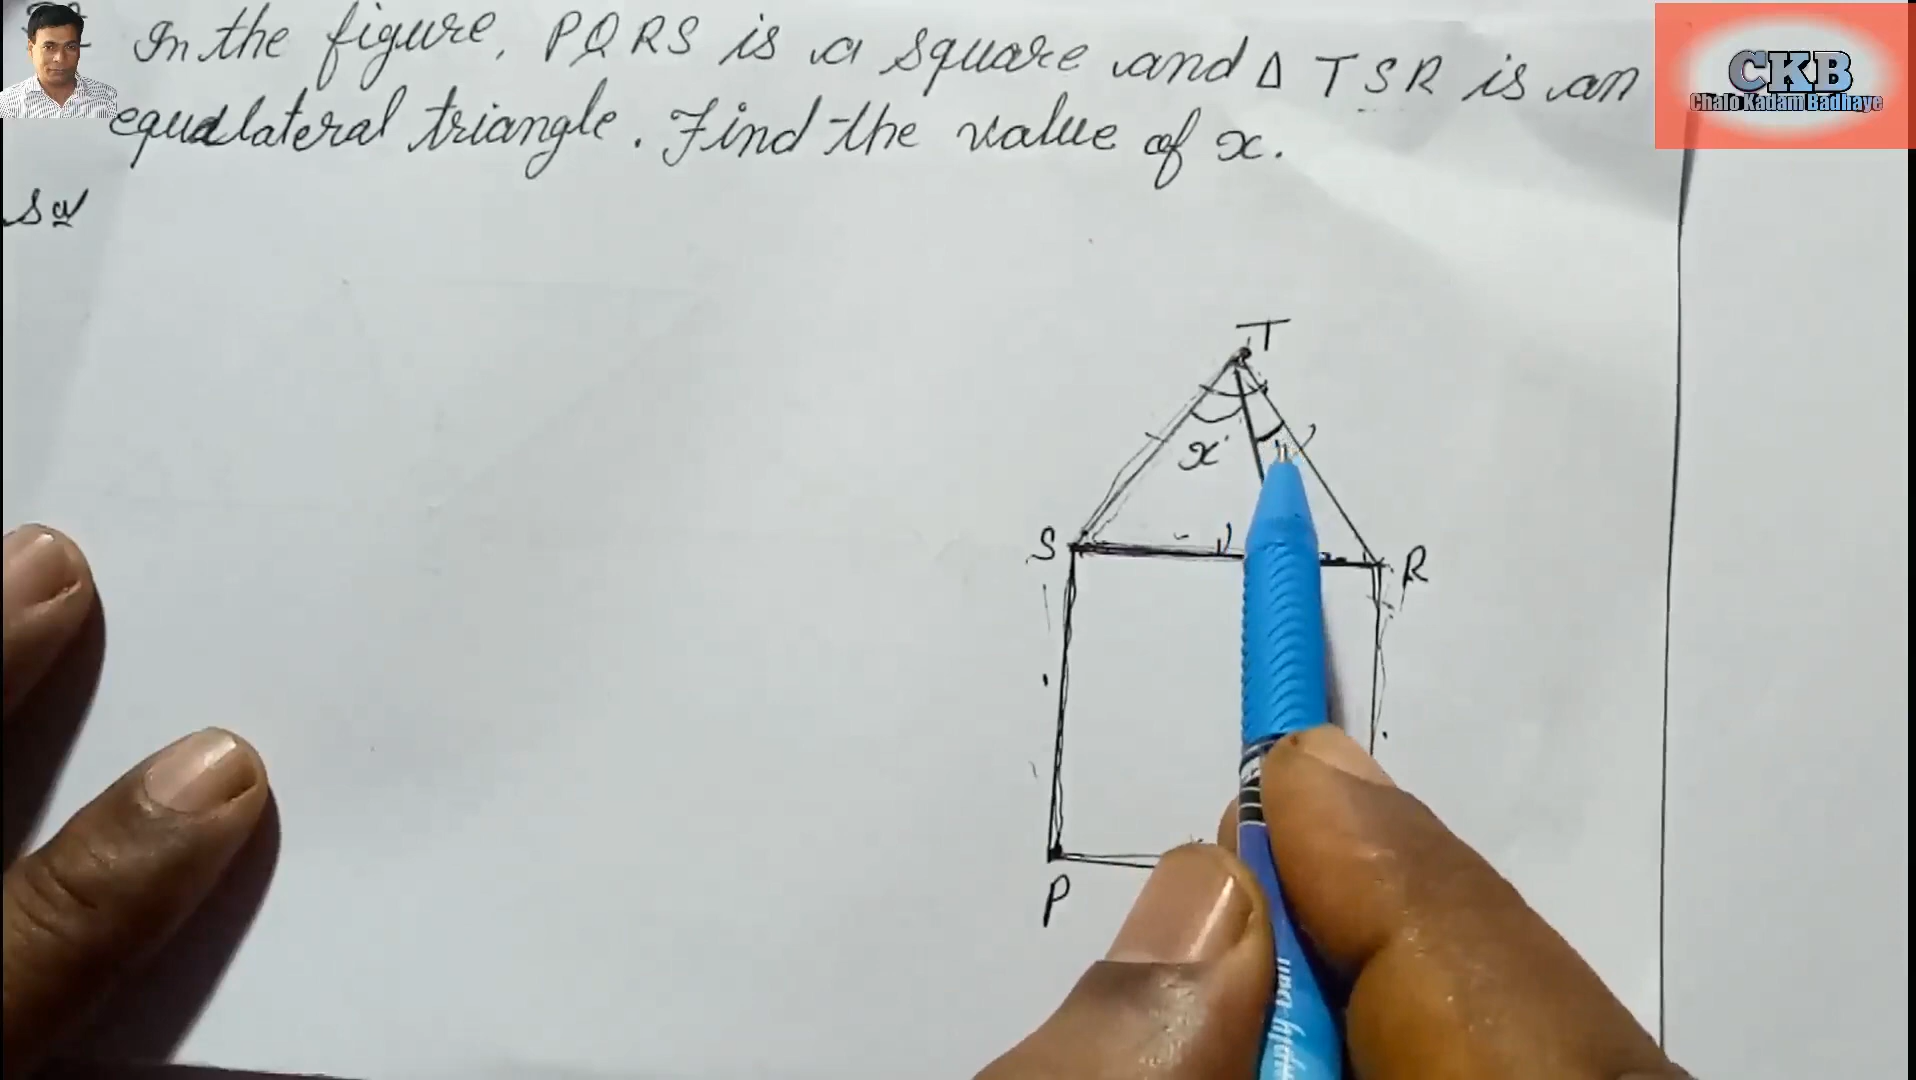 In the figure, PQRS is a square and Δ TSR is an
equilateral triangle. Find the value of x.
Sol
CKB
Chalo Kadam Badhaye
T
x
S
R
P